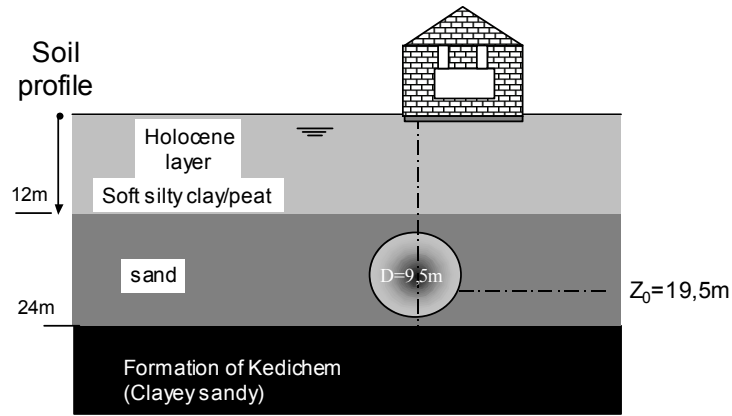 Soil
profile
Holocene
layer
12m
Soft silty clay/peat
sand
D=9,5m
Z₀=19,5m
24m
Formation of Kedichem
(Clayey sandy)